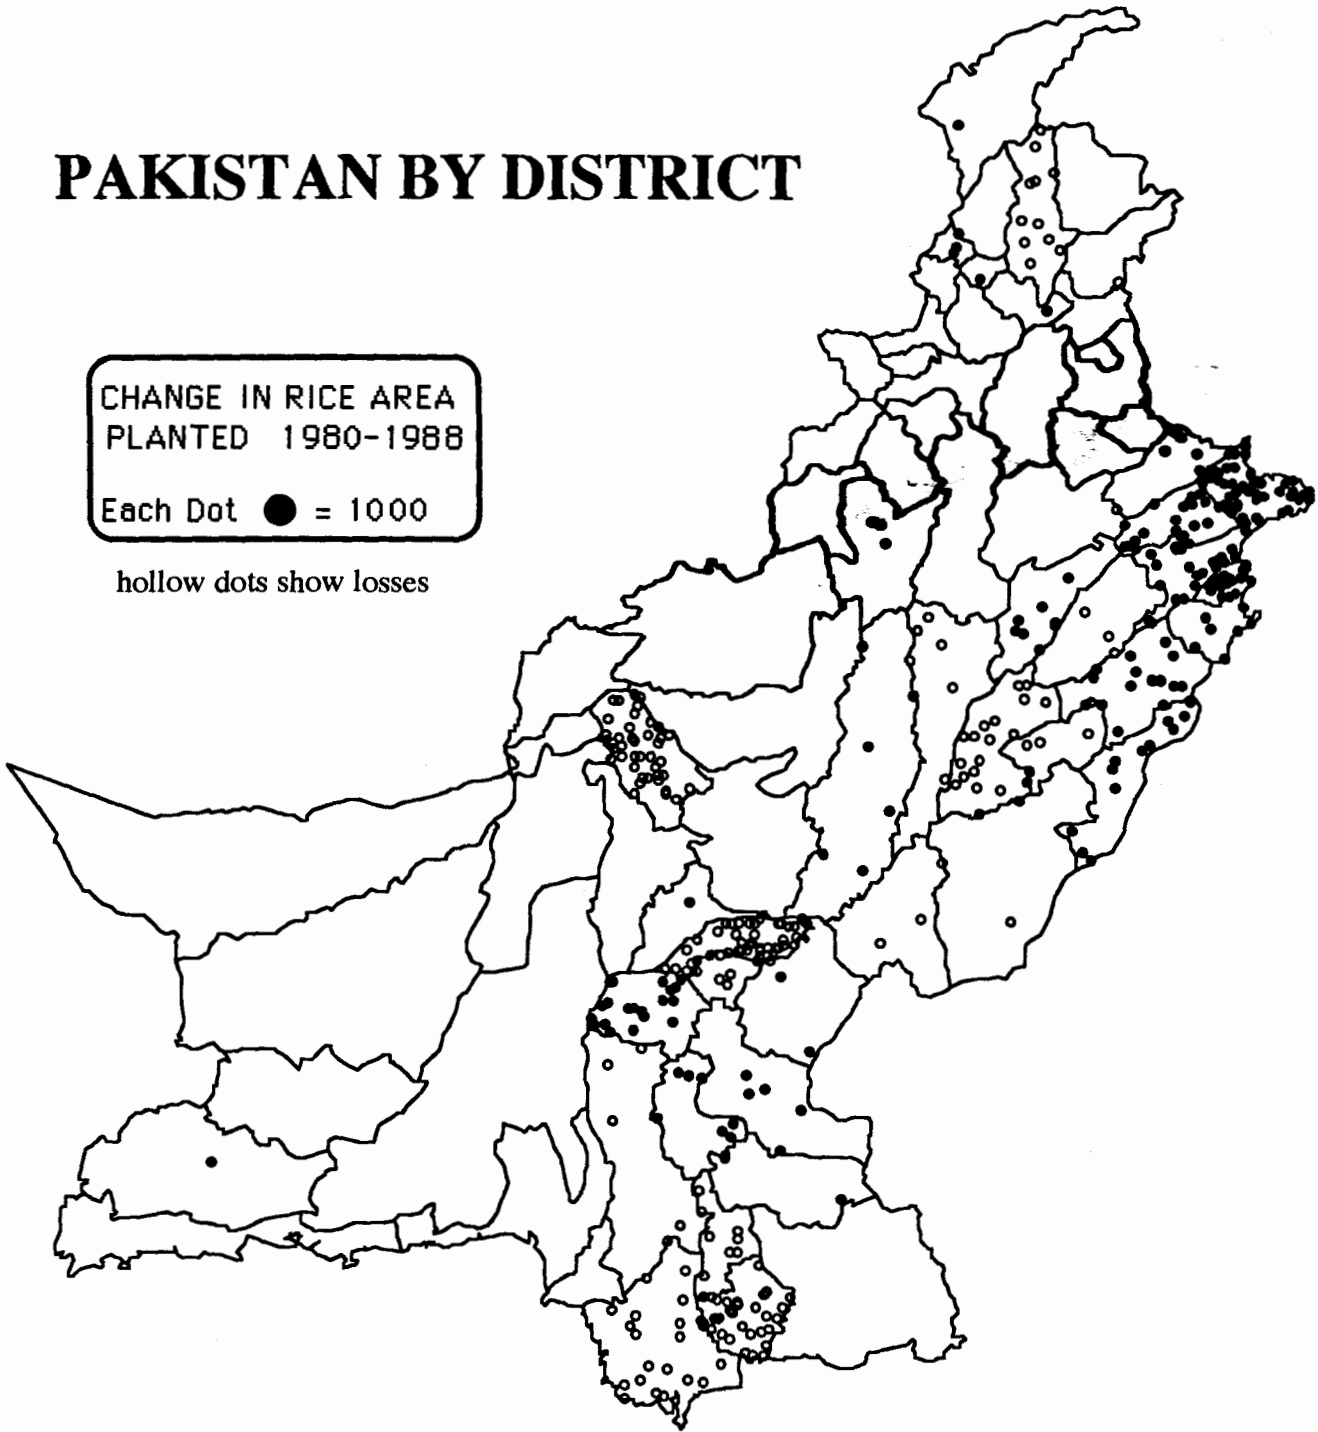 PAKISTAN BY DISTRICT
CHANGE IN RICE AREA
PLANTED 1980-1988
Each Dot ● = 1000
hollow dots show losses